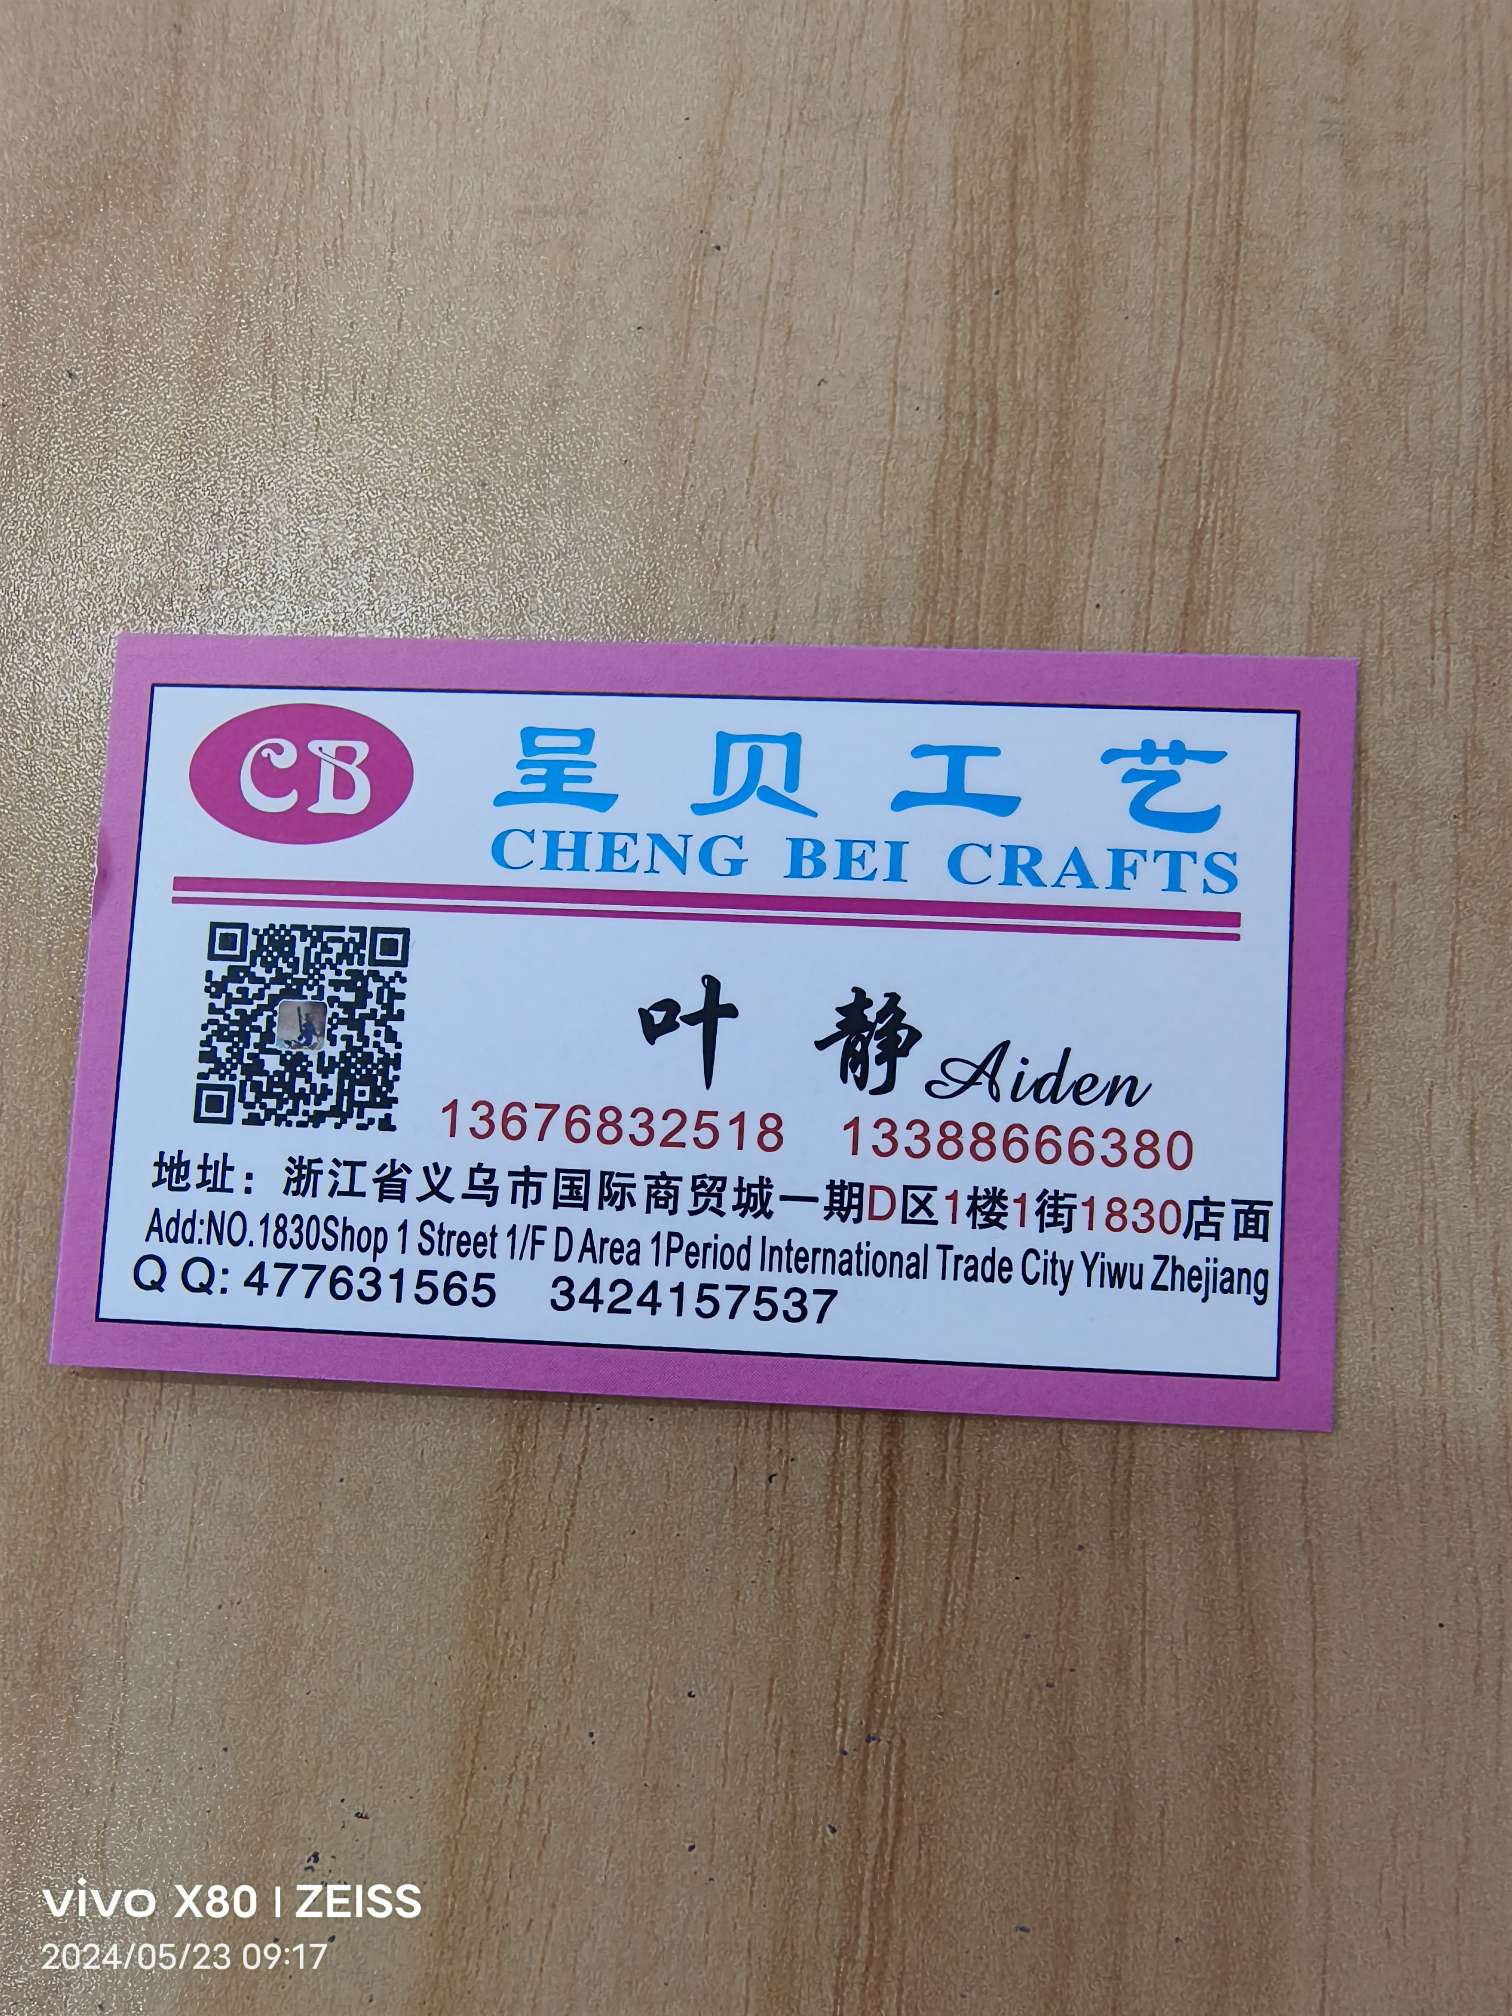 CB
呈贝工艺
CHENG BEI CRAFTS
叶 静 Aiden
13676832518 13388666380
地址：浙江省义乌市国际商贸城一期D区1楼1街1830店面
Add:NO.1830Shop 1 Street 1/F D Area 1Period International Trade City Yiwu Zhejiang
QQ: 477631565 3424157537
vivo X80 | ZEISS
2024/05/23 09:17